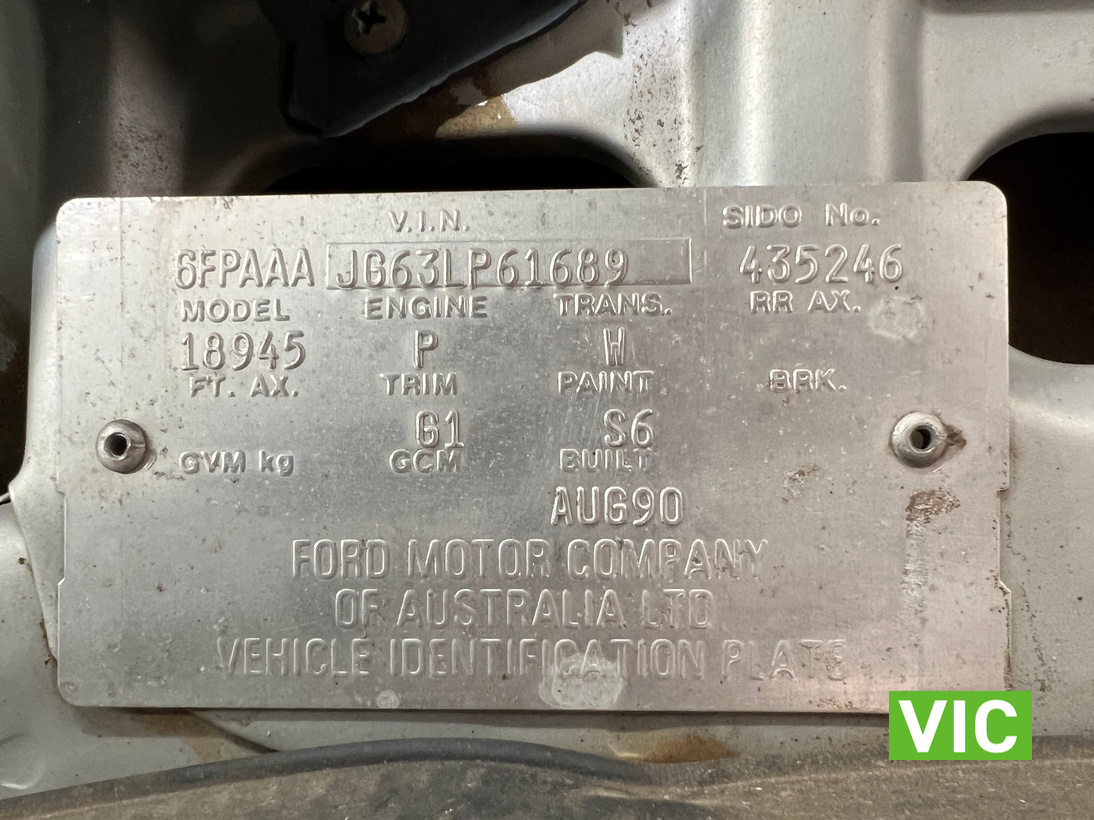 V.I.N. SIDO No.
6FPAAA JG63LP61689 435246
MODEL ENGINE TRANS. RR AX.
18945 P W
FT. AX. TRIM PAINT BRK.
G1 S6
GVM kg GCM BUILT
AUG90
FORD MOTOR COMPANY
OF AUSTRALIA LTD
VEHICLE IDENTIFICATION PLATE
VIC